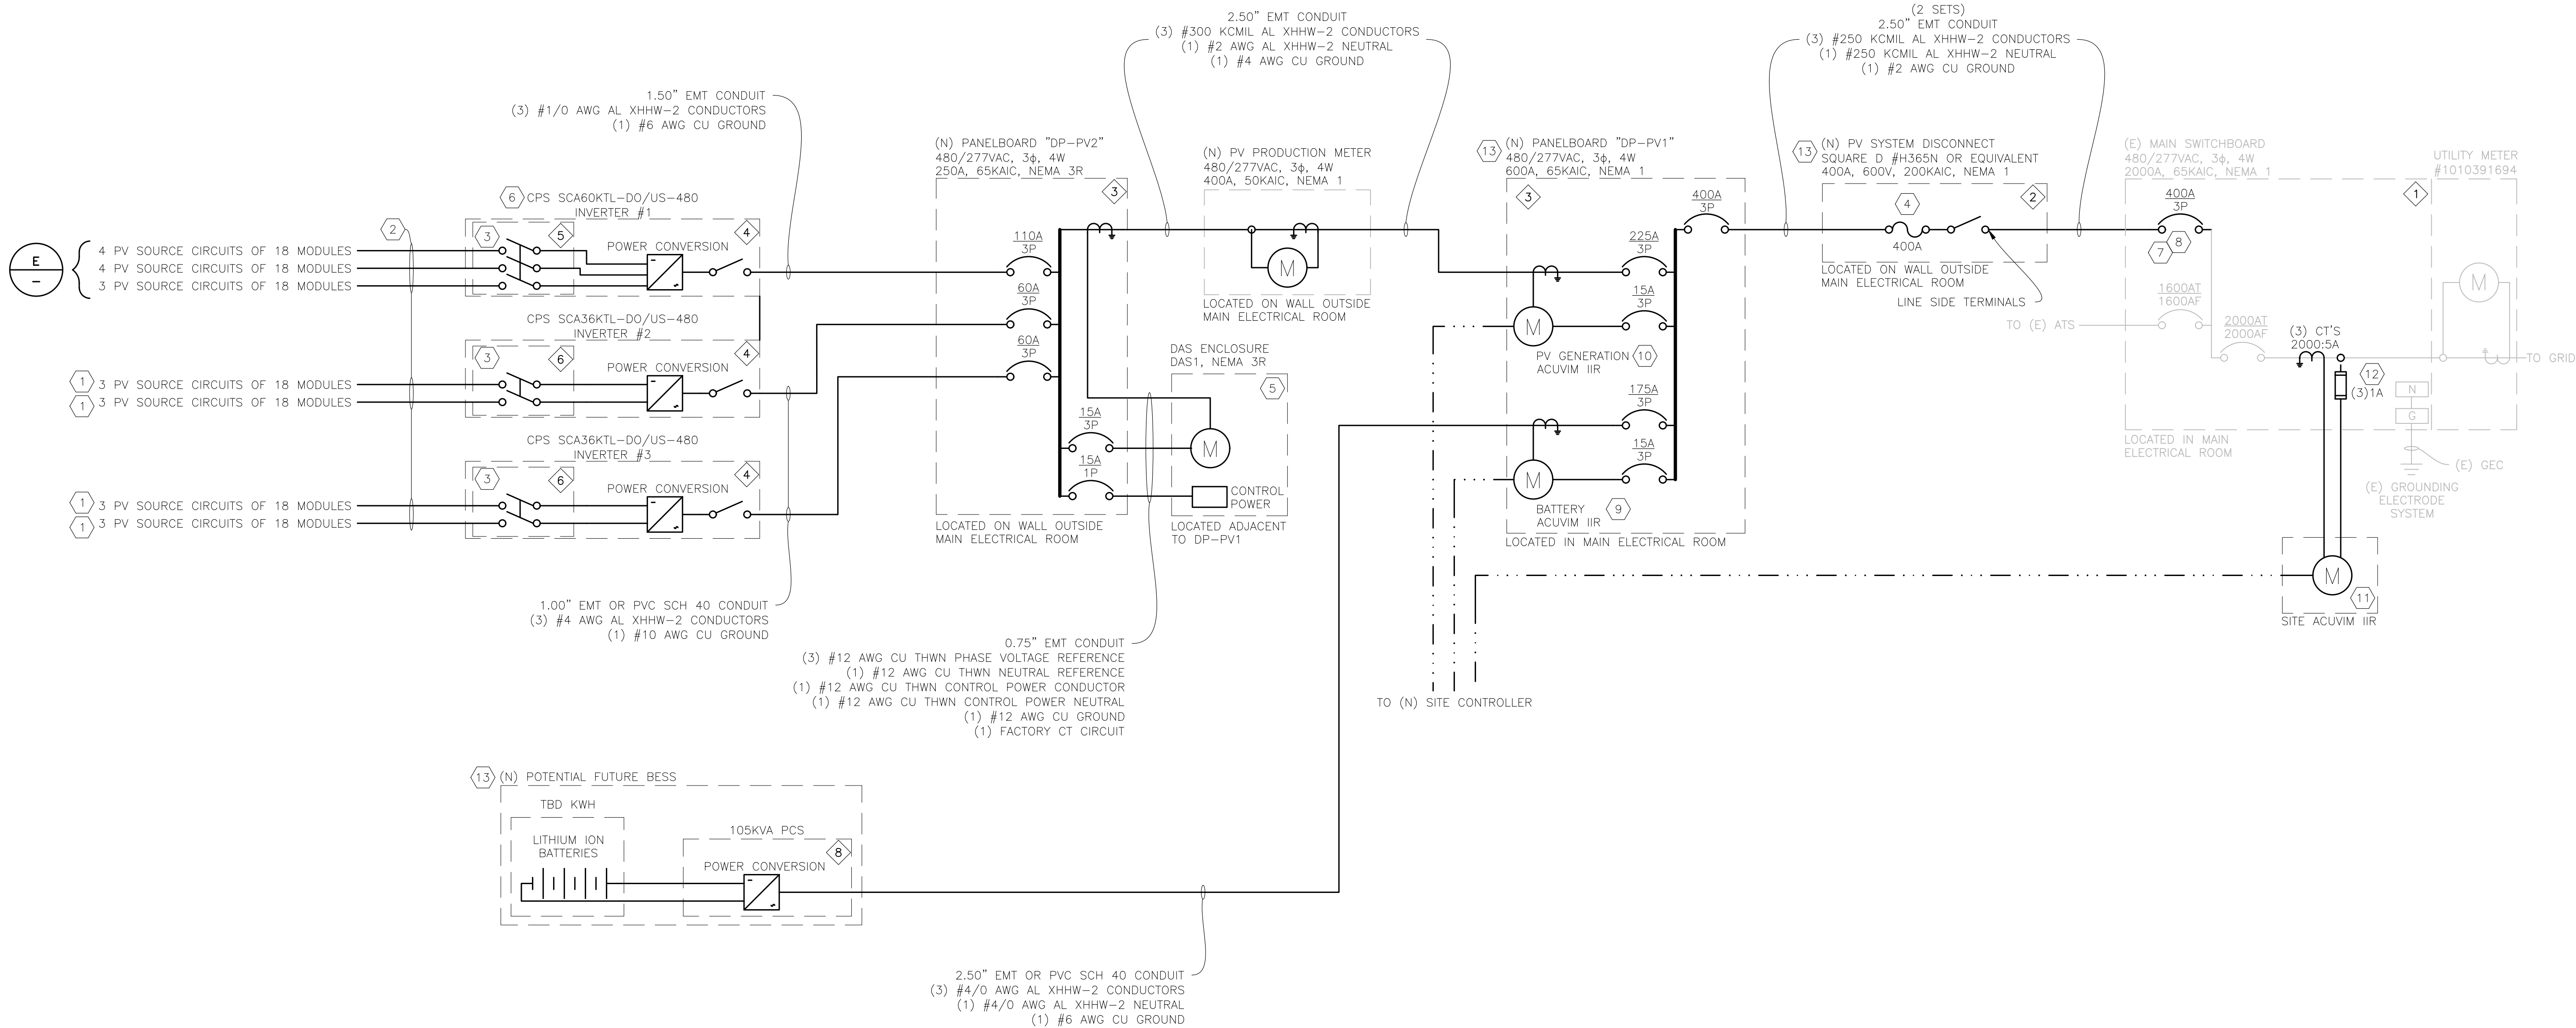 2.50" EMT CONDUIT
(3) #300 KCMIL AL XHHW-2 CONDUCTORS
(1) #2 AWG AL XHHW-2 NEUTRAL
(1) #4 AWG CU GROUND
(2 SETS)
2.50" EMT CONDUIT
(3) #250 KCMIL AL XHHW-2 CONDUCTORS
(1) #250 KCMIL AL XHHW-2 NEUTRAL
(1) #2 AWG CU GROUND
1.50" EMT CONDUIT
(3) #1/0 AWG AL XHHW-2 CONDUCTORS
(1) #6 AWG CU GROUND
E
-
4 PV SOURCE CIRCUITS OF 18 MODULES
4 PV SOURCE CIRCUITS OF 18 MODULES
3 PV SOURCE CIRCUITS OF 18 MODULES
2
6 CPS SCA60KTL-DO/US-480
INVERTER #1
3
5
4
POWER CONVERSION
1 3 PV SOURCE CIRCUITS OF 18 MODULES
1 3 PV SOURCE CIRCUITS OF 18 MODULES
CPS SCA36KTL-DO/US-480
INVERTER #2
3
6
4
POWER CONVERSION
1 3 PV SOURCE CIRCUITS OF 18 MODULES
1 3 PV SOURCE CIRCUITS OF 18 MODULES
CPS SCA36KTL-DO/US-480
INVERTER #3
3
6
4
POWER CONVERSION
1.00" EMT OR PVC SCH 40 CONDUIT
(3) #4 AWG AL XHHW-2 CONDUCTORS
(1) #10 AWG CU GROUND
(N) PANELBOARD "DP-PV2"
480/277VAC, 3ϕ, 4W
250A, 65KAIC, NEMA 3R
3
110A
3P
60A
3P
60A
3P
15A
3P
15A
1P
LOCATED ON WALL OUTSIDE
MAIN ELECTRICAL ROOM
(N) PV PRODUCTION METER
480/277VAC, 3ϕ, 4W
400A, 50KAIC, NEMA 1
M
LOCATED ON WALL OUTSIDE
MAIN ELECTRICAL ROOM
DAS ENCLOSURE
DAS1, NEMA 3R
5
M
CONTROL
POWER
LOCATED ADJACENT
TO DP-PV1
0.75" EMT CONDUIT
(3) #12 AWG CU THWN PHASE VOLTAGE REFERENCE
(1) #12 AWG CU THWN NEUTRAL REFERENCE
(1) #12 AWG CU THWN CONTROL POWER CONDUCTOR
(1) #12 AWG CU THWN CONTROL POWER NEUTRAL
(1) #12 AWG CU GROUND
(1) FACTORY CT CIRCUIT
13 (N) PANELBOARD "DP-PV1"
480/277VAC, 3ϕ, 4W
600A, 65KAIC, NEMA 1
3
400A
3P
225A
3P
15A
3P
M
PV GENERATION
ACUVIM IIR
10
175A
3P
15A
3P
M
BATTERY
ACUVIM IIR
9
LOCATED IN MAIN ELECTRICAL ROOM
TO (N) SITE CONTROLLER
13 (N) PV SYSTEM DISCONNECT
SQUARE D #H365N OR EQUIVALENT
400A, 600V, 200KAIC, NEMA 1
4
2
400A
LOCATED ON WALL OUTSIDE
MAIN ELECTRICAL ROOM
LINE SIDE TERMINALS
(E) MAIN SWITCHBOARD
480/277VAC, 3ϕ, 4W
2000A, 65KAIC, NEMA 1
1
400A
3P
7
8
1600AT
1600AF
TO (E) ATS
2000AT
2000AF
(3) CT'S
2000:5A
12
(3)1A
N
G
LOCATED IN MAIN
ELECTRICAL ROOM
UTILITY METER
#1010391694
M
TO GRID
(E) GEC
(E) GROUNDING
ELECTRODE
SYSTEM
M
11
SITE ACUVIM IIR
13 (N) POTENTIAL FUTURE BESS
TBD KWH
LITHIUM ION
BATTERIES
105KVA PCS
8
POWER CONVERSION
2.50" EMT OR PVC SCH 40 CONDUIT
(3) #4/0 AWG AL XHHW-2 CONDUCTORS
(1) #4/0 AWG AL XHHW-2 NEUTRAL
(1) #6 AWG CU GROUND